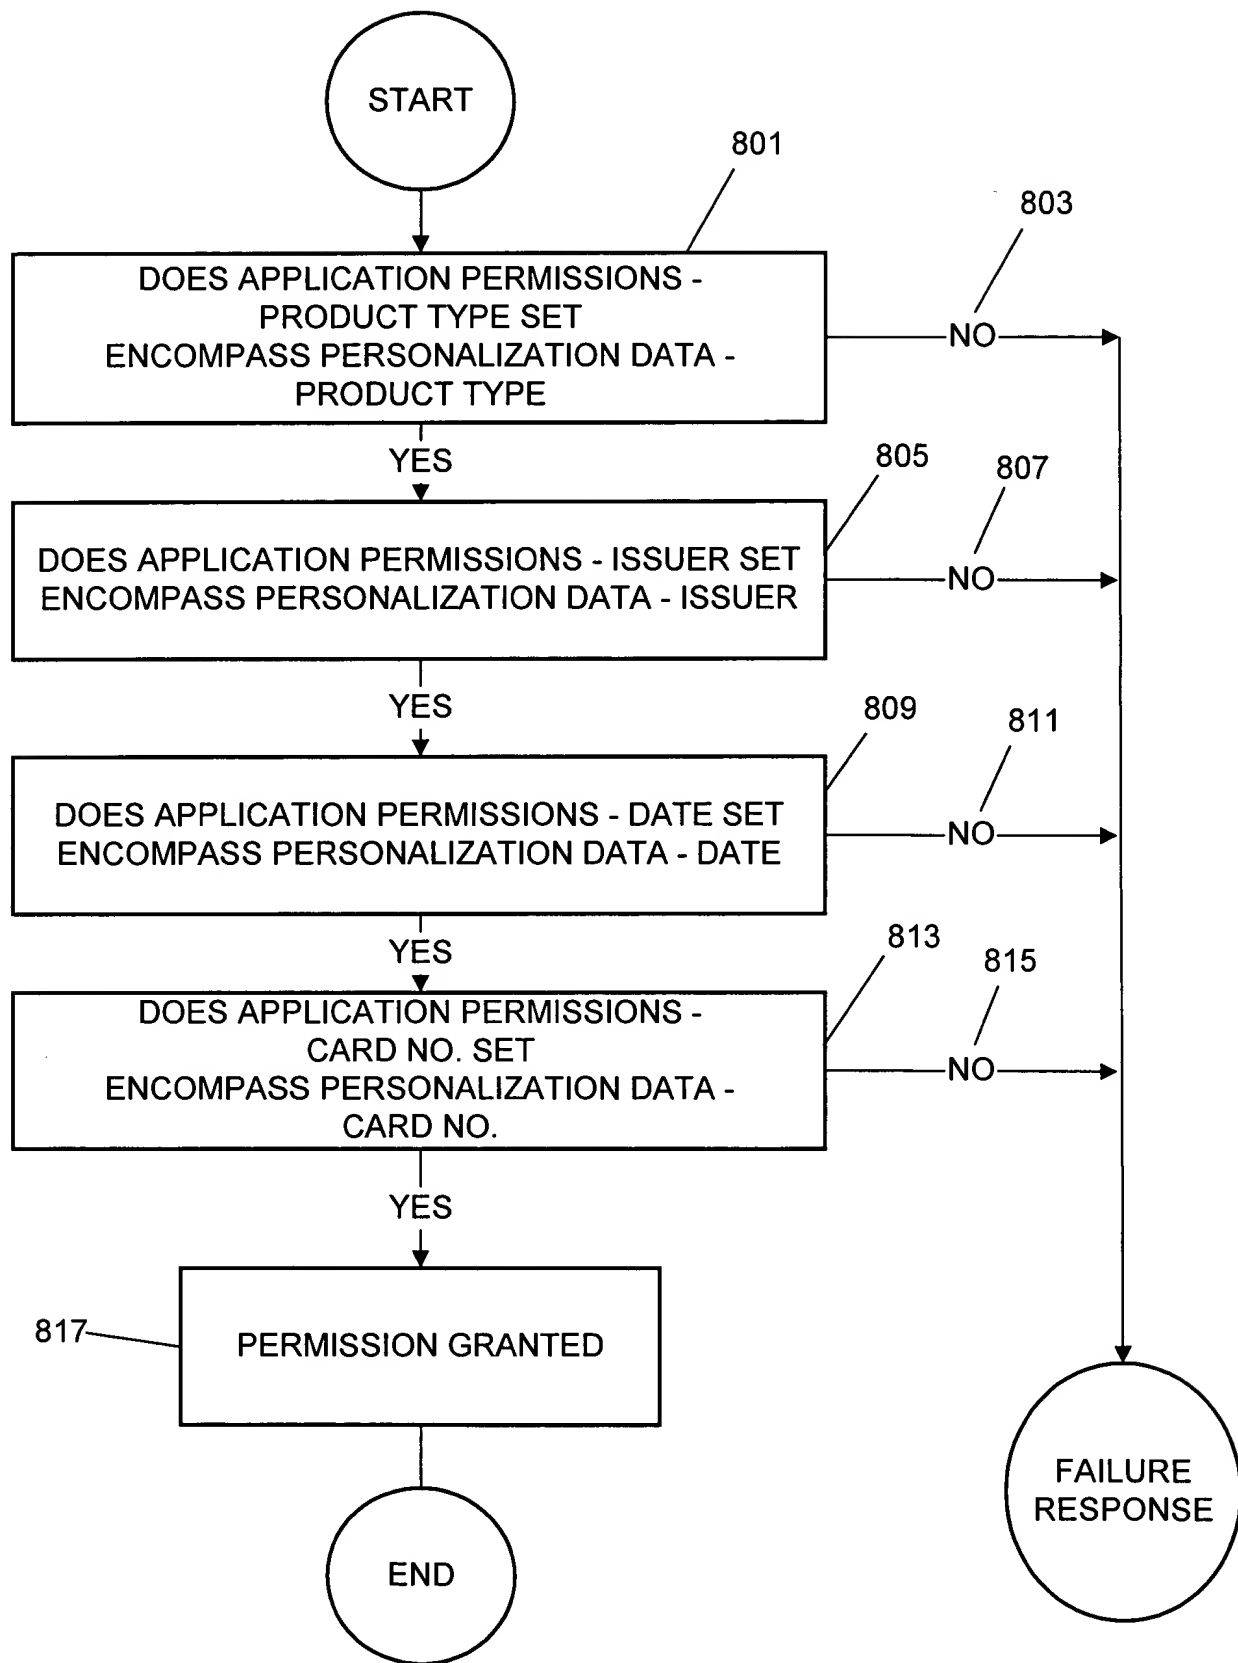 START
801
803
DOES APPLICATION PERMISSIONS -
PRODUCT TYPE SET
ENCOMPASS PERSONALIZATION DATA -
PRODUCT TYPE
NO
YES
805
807
DOES APPLICATION PERMISSIONS - ISSUER SET
ENCOMPASS PERSONALIZATION DATA - ISSUER
NO
YES
809
811
DOES APPLICATION PERMISSIONS - DATE SET
ENCOMPASS PERSONALIZATION DATA - DATE
NO
YES
813
815
DOES APPLICATION PERMISSIONS -
CARD NO. SET
ENCOMPASS PERSONALIZATION DATA -
CARD NO.
NO
YES
817
PERMISSION GRANTED
FAILURE
RESPONSE
END